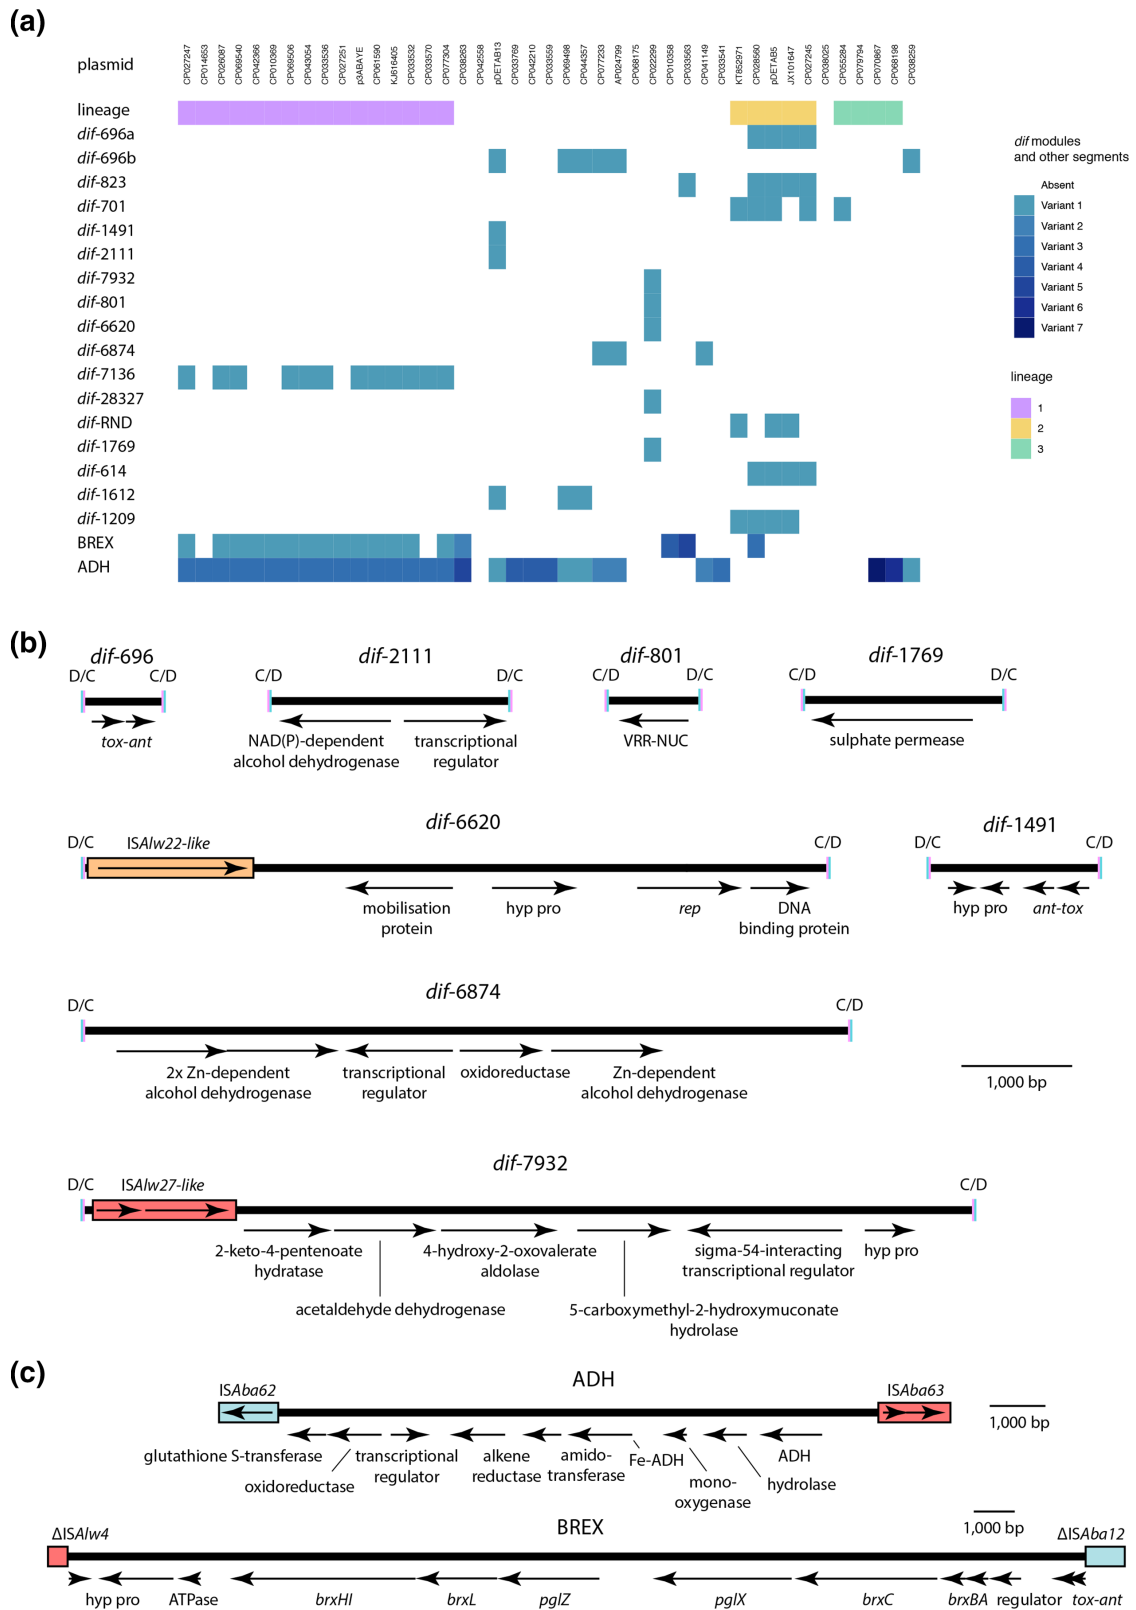 (a)
plasmid
CP027247
CP014653
CP026087
CP069540
CP042366
CP010369
CP069506
CP043054
CP033536
CP027251
p3ABAYE
CP061590
KJ616405
CP033532
CP033570
CP077304
CP038263
CP042558
pDETAB13
CP033769
CP042210
CP033559
CP069498
CP044357
CP077233
AP024799
CP068175
CP022299
CP010358
CP033563
CP041149
CP033541
KT852971
CP028560
pDETAB5
JX101647
CP027245
CP038025
CP055284
CP079794
CP070867
CP068198
CP038259
lineage
dif-696a
dif-696b
dif-823
dif-701
dif-1491
dif-2111
dif-7932
dif-801
dif-6620
dif-6874
dif-7136
dif-28327
dif-RND
dif-1769
dif-614
dif-1612
dif-1209
BREX
ADH
dif modules
and other segments
Absent
Variant 1
Variant 2
Variant 3
Variant 4
Variant 5
Variant 6
Variant 7
lineage
1
2
3
(b)
dif-696
D/C C/D
tox-ant
dif-2111
C/D D/C
NAD(P)-dependent
alcohol dehydrogenase
transcriptional
regulator
dif-801
C/D D/C
VRR-NUC
dif-1769
C/D D/C
sulphate permease
dif-6620
D/C C/D
ISAlw22-like
mobilisation
protein
hyp pro
rep
DNA
binding protein
dif-1491
D/C C/D
hyp pro
ant-tox
dif-6874
D/C C/D
2x Zn-dependent
alcohol dehydrogenase
transcriptional
regulator
oxidoreductase
Zn-dependent
alcohol dehydrogenase
1,000 bp
dif-7932
D/C C/D
ISAlw27-like
2-keto-4-pentenoate
hydratase
acetaldehyde dehydrogenase
4-hydroxy-2-oxovalerate
aldolase
5-carboxymethyl-2-hydroxymuconate
hydrolase
sigma-54-interacting
transcriptional regulator
hyp pro
(c)
ADH
ISAba62
ISAba63
1,000 bp
glutathione S-transferase
oxidoreductase
transcriptional
regulator
alkene
reductase
amido-
transferase
Fe-ADH
mono-
oxygenase
ADH
hydrolase
1,000 bp
BREX
ΔISAlw4
ΔISAba12
hyp pro
ATPase
brxHI
brxL
pglZ
pglX
brxC
brxBA
regulator
tox-ant